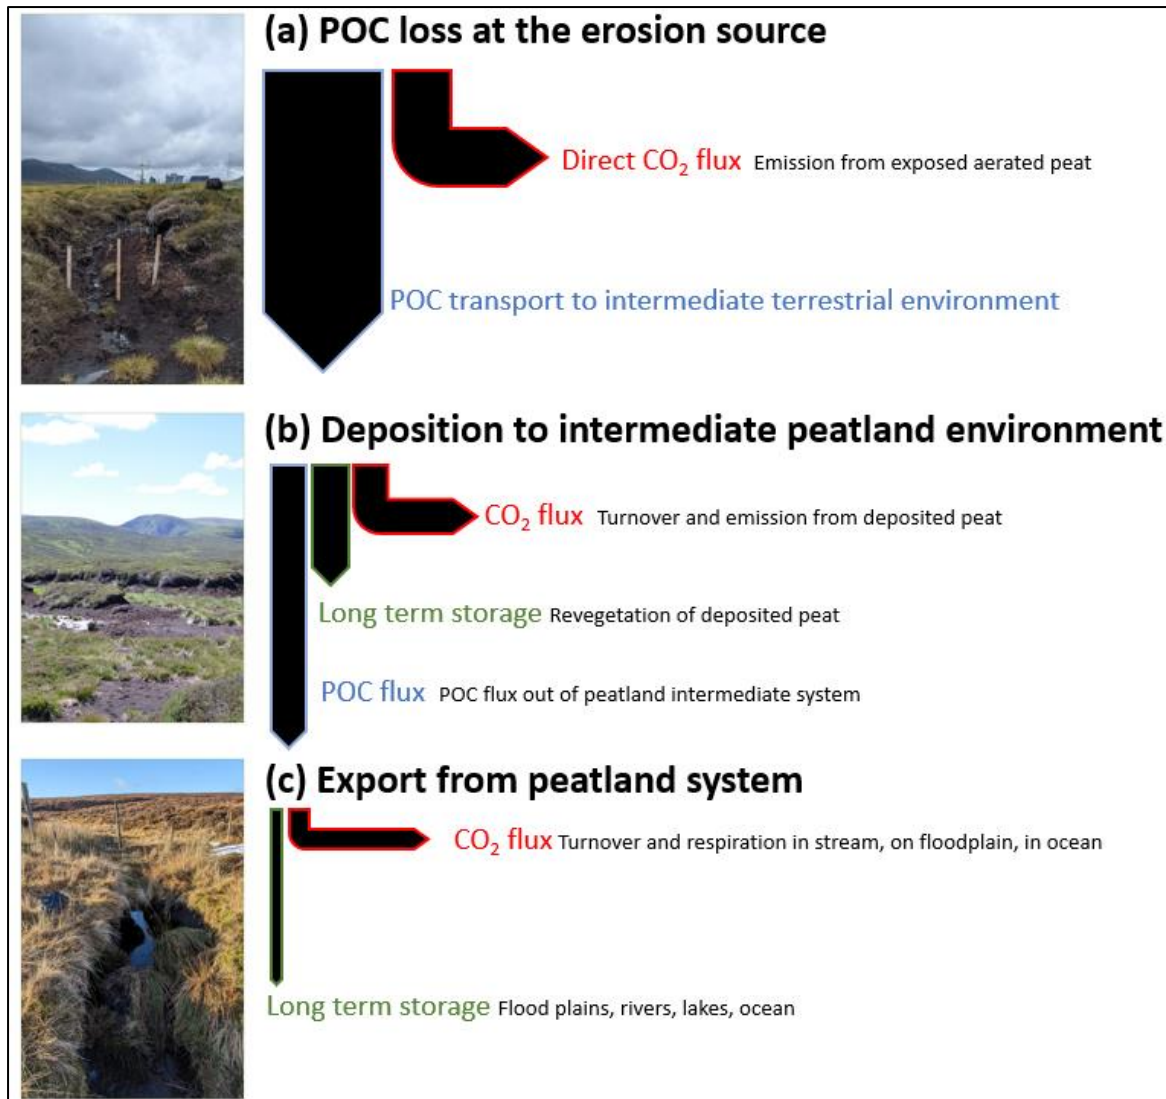 (a) POC loss at the erosion source
Direct CO₂ flux Emission from exposed aerated peat
POC transport to intermediate terrestrial environment
(b) Deposition to intermediate peatland environment
CO₂ flux Turnover and emission from deposited peat
Long term storage Revegetation of deposited peat
POC flux POC flux out of peatland intermediate system
(c) Export from peatland system
CO₂ flux Turnover and respiration in stream, on floodplain, in ocean
Long term storage Flood plains, rivers, lakes, ocean